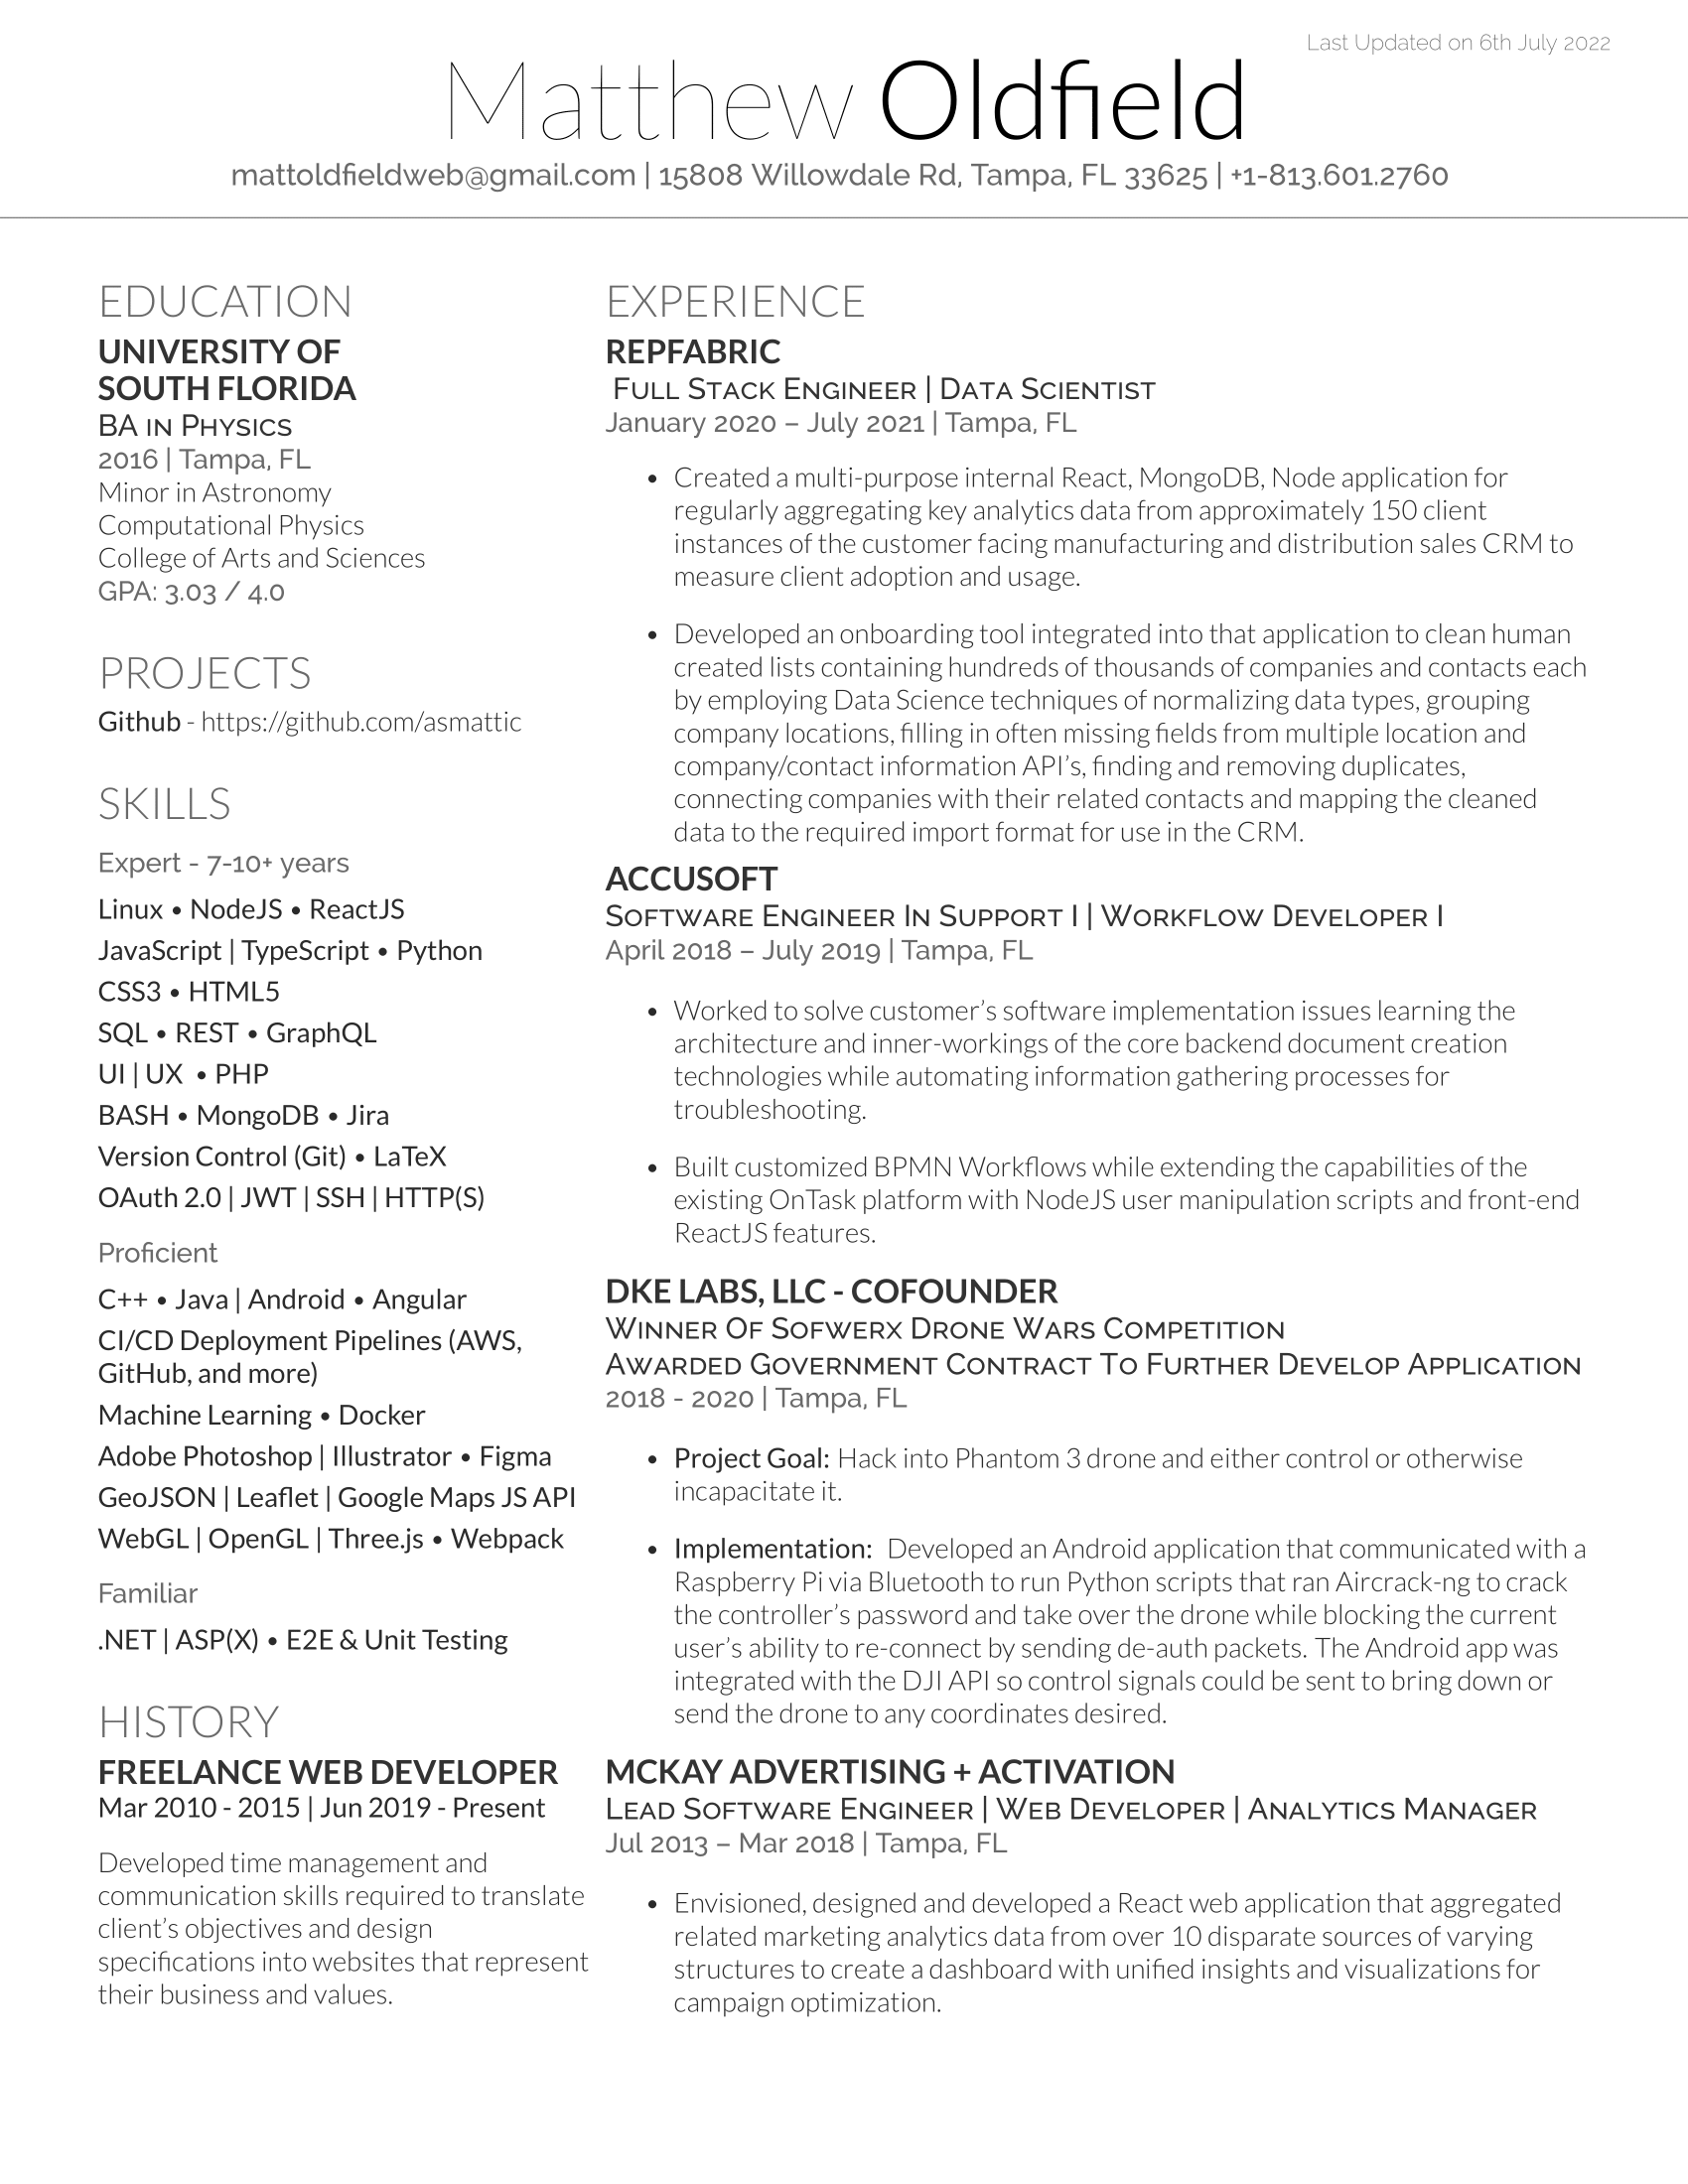 Last Updated on 6th July 2022
Matthew Oldfield
mattoldfieldweb@gmail.com | 15808 Willowdale Rd, Tampa, FL 33625 | +1-813.601.2760
EDUCATION
UNIVERSITY OF
SOUTH FLORIDA
BA IN PHYSICS
2016 | Tampa, FL
Minor in Astronomy
Computational Physics
College of Arts and Sciences
GPA: 3.03 / 4.0
PROJECTS
Github - https://github.com/asmattic
SKILLS
Expert - 7-10+ years
Linux • NodeJS • ReactJS
JavaScript | TypeScript • Python
CSS3 • HTML5
SQL • REST • GraphQL
UI | UX • PHP
BASH • MongoDB • Jira
Version Control (Git) • LaTeX
OAuth 2.0 | JWT | SSH | HTTP(S)
Proficient
C++ • Java | Android • Angular
CI/CD Deployment Pipelines (AWS,
GitHub, and more)
Machine Learning • Docker
Adobe Photoshop | Illustrator • Figma
GeoJSON | Leaflet | Google Maps JS API
WebGL | OpenGL | Three.js • Webpack
Familiar
.NET | ASP(X) • E2E & Unit Testing
HISTORY
FREELANCE WEB DEVELOPER
Mar 2010 - 2015 | Jun 2019 - Present
Developed time management and
communication skills required to translate
client's objectives and design
specifications into websites that represent
their business and values.
EXPERIENCE
REPFABRIC
FULL STACK ENGINEER | DATA SCIENTIST
January 2020 – July 2021 | Tampa, FL
• Created a multi-purpose internal React, MongoDB, Node application for
regularly aggregating key analytics data from approximately 150 client
instances of the customer facing manufacturing and distribution sales CRM to
measure client adoption and usage.
• Developed an onboarding tool integrated into that application to clean human
created lists containing hundreds of thousands of companies and contacts each
by employing Data Science techniques of normalizing data types, grouping
company locations, filling in often missing fields from multiple location and
company/contact information API's, finding and removing duplicates,
connecting companies with their related contacts and mapping the cleaned
data to the required import format for use in the CRM.
ACCUSOFT
SOFTWARE ENGINEER IN SUPPORT I | WORKFLOW DEVELOPER I
April 2018 – July 2019 | Tampa, FL
• Worked to solve customer's software implementation issues learning the
architecture and inner-workings of the core backend document creation
technologies while automating information gathering processes for
troubleshooting.
• Built customized BPMN Workflows while extending the capabilities of the
existing OnTask platform with NodeJS user manipulation scripts and front-end
ReactJS features.
DKE LABS, LLC - COFOUNDER
WINNER OF SOFWERX DRONE WARS COMPETITION
AWARDED GOVERNMENT CONTRACT TO FURTHER DEVELOP APPLICATION
2018 - 2020 | Tampa, FL
• Project Goal: Hack into Phantom 3 drone and either control or otherwise
incapacitate it.
• Implementation: Developed an Android application that communicated with a
Raspberry Pi via Bluetooth to run Python scripts that ran Aircrack-ng to crack
the controller's password and take over the drone while blocking the current
user's ability to re-connect by sending de-auth packets. The Android app was
integrated with the DJI API so control signals could be sent to bring down or
send the drone to any coordinates desired.
MCKAY ADVERTISING + ACTIVATION
LEAD SOFTWARE ENGINEER | WEB DEVELOPER | ANALYTICS MANAGER
Jul 2013 – Mar 2018 | Tampa, FL
• Envisioned, designed and developed a React web application that aggregated
related marketing analytics data from over 10 disparate sources of varying
structures to create a dashboard with unified insights and visualizations for
campaign optimization.